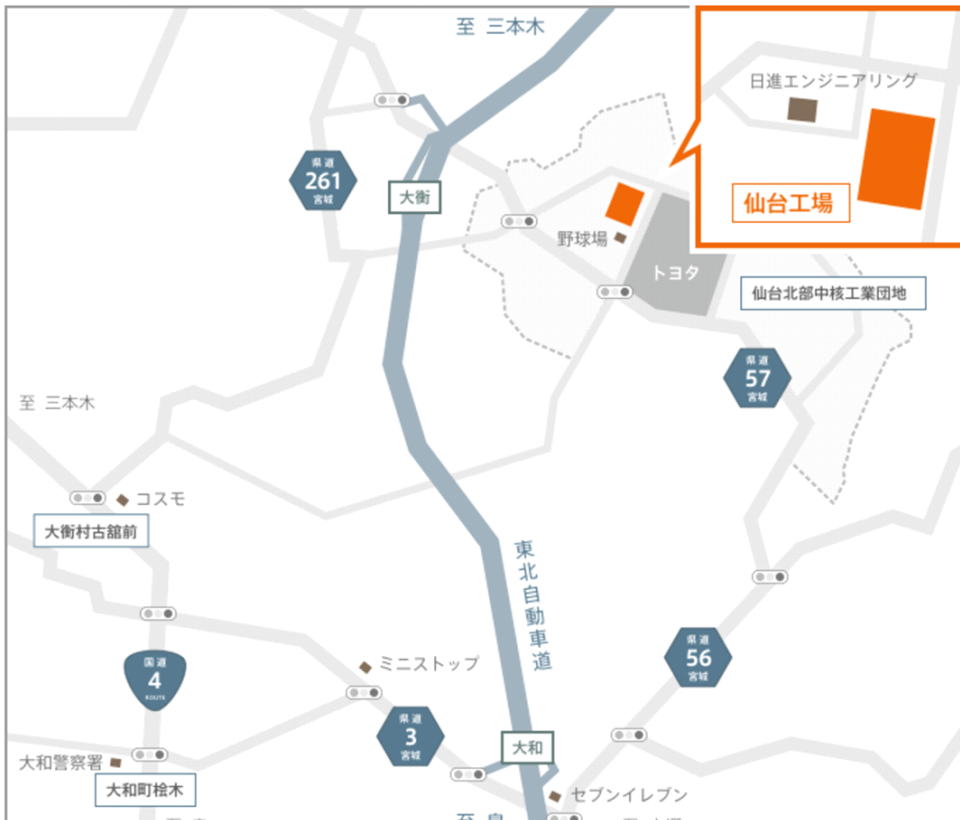 至 三本木
日進エンジニアリング
仙台工場
県道
261
宮城
大衡
野球場
トヨタ
仙台北部中核工業団地
県道
57
宮城
至 三本木
コスモ
大衡村古舘前
東北自動車道
国道
4
ROUTE
ミニストップ
県道
56
宮城
県道
3
宮城
大和
大和警察署
大和町桧木
セブンイレブン